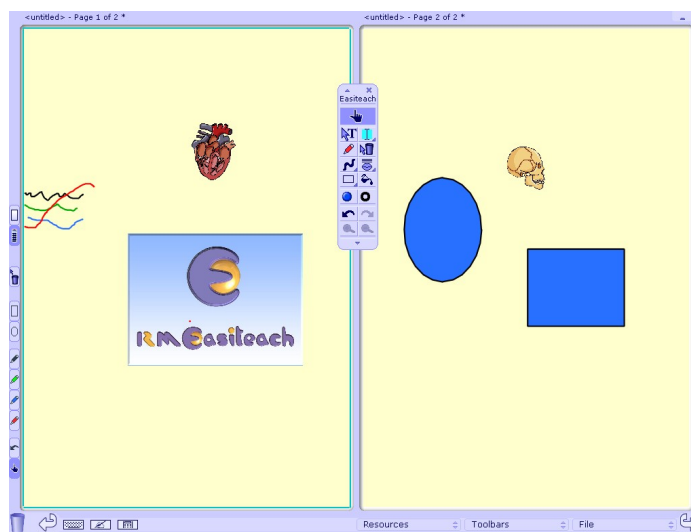 <untitled> - Page 1 of 2 *
<untitled> - Page 2 of 2 *
Easiteach
T
RM Easiteach
Resources
Toolbars
File